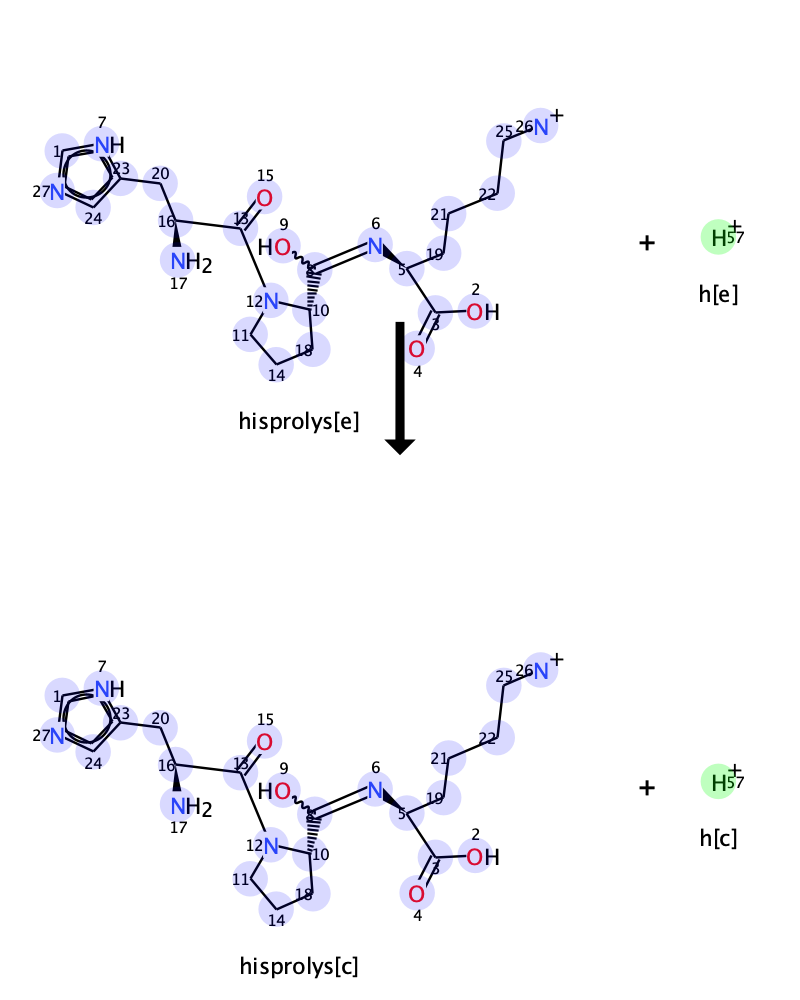 7
1
NH
23
20
27
N
24
16
13
15
O
NH2
17
9
HO
8
6
N
5
25
26
N+
22
21
19
2
OH
3
O
4
12
N
10
11
18
14
+
H+
57
h[e]
hisprolys[e]
7
1
NH
23
20
27
N
24
16
13
15
O
NH2
17
9
HO
8
6
N
5
25
26
N+
22
21
19
2
OH
3
O
4
12
N
10
11
18
14
+
H+
57
h[c]
hisprolys[c]